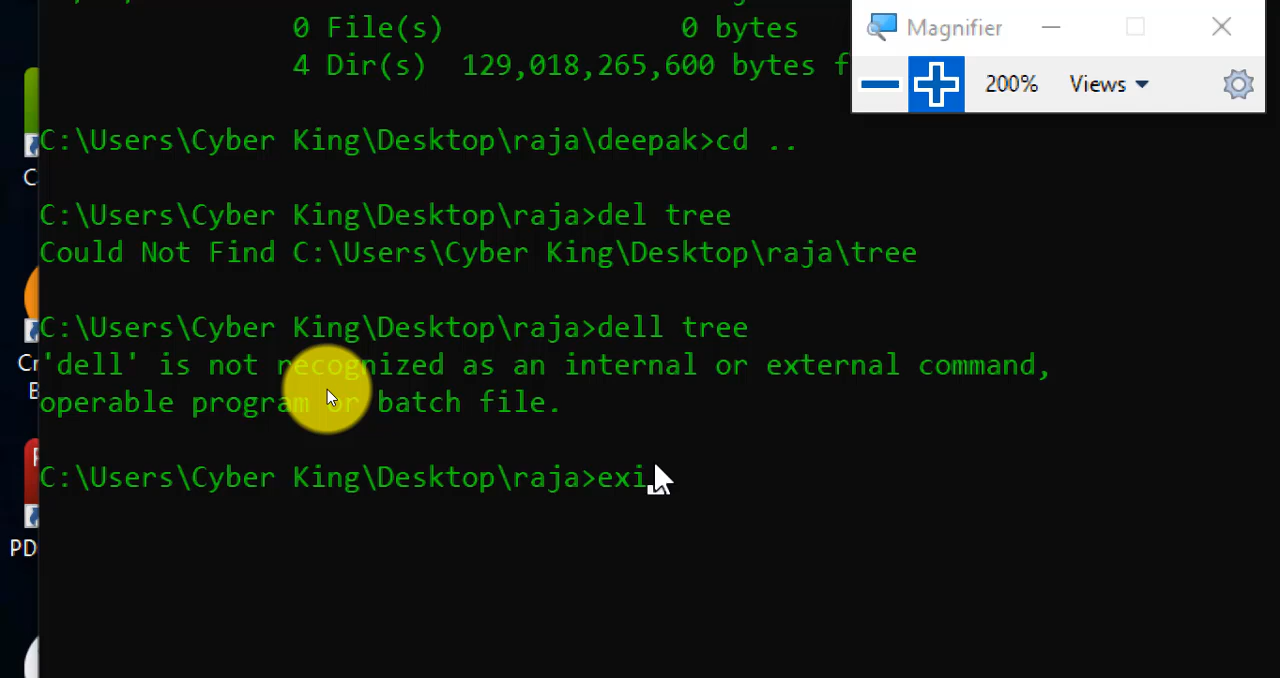 0 File(s) 0 bytes
4 Dir(s) 129,018,265,600 bytes f
Magnifier
200% Views
C:\Users\Cyber King\Desktop\raja\deepak>cd ..
C:\Users\Cyber King\Desktop\raja>del tree
Could Not Find C:\Users\Cyber King\Desktop\raja\tree
C:\Users\Cyber King\Desktop\raja>dell tree
'dell' is not recognized as an internal or external command,
operable program or batch file.
C:\Users\Cyber King\Desktop\raja>exi
C
Cr
B
PD